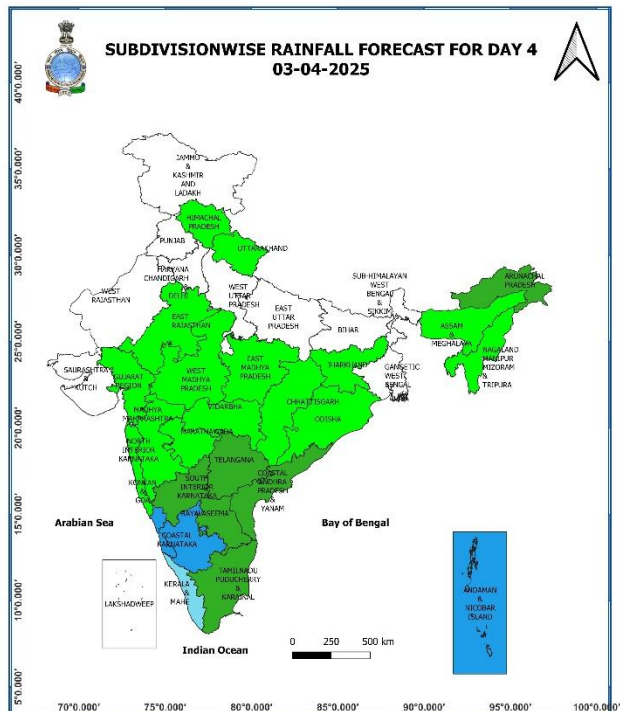 SUBDIVISIONWISE RAINFALL FORECAST FOR DAY 4
03-04-2025
40°0.000'
35°0.000'
30°0.000'
25°0.000'
20°0.000'
15°0.000'
10°0.000'
5°0.000'
JAMMU
&
KASHMIR
AND
LADAKH
HIMACHAL
PRADESH
PUNJAB
UTTARAKHAND
HARYANA
CHANDIGARH
DELHI
WEST
RAJASTHAN
WEST
UTTAR
PRADESH
EAST
UTTAR
PRADESH
SUB-HIMALAYAN
WEST
BENGAL
&
SIKKIM
ARUNACHAL
PRADESH
EAST
RAJASTHAN
BIHAR
ASSAM
&
MEGHALAYA
NAGALAND
MANIPUR
MIZORAM
&
TRIPURA
SAURASHTRA
&
KUTCH
GUJARAT
REGION
WEST
MADHYA
PRADESH
EAST
MADHYA
PRADESH
JHARKHAND
GANGETIC
WEST
BENGAL
CHHATTISGARH
ODISHA
VIDARBHA
MADHYA
MAHARASHTRA
MARATHAWADA
NORTH
INTERIOR
KARNATAKA
TELANGANA
KONKAN
&
GOA
SOUTH
INTERIOR
KARNATAKA
COASTAL
ANDHRA
PRADESH
&
YANAM
RAYALASEEMA
COASTAL
KARNATAKA
Arabian Sea
Bay of Bengal
KERALA
&
MAHE
TAMILNADU
PUDUCHERRY
&
KARAIKAL
LAKSHADWEEP
ANDAMAN
&
NICOBAR
ISLAND
Indian Ocean
0 250 500 km
70°0.000' 75°0.000' 80°0.000' 85°0.000' 90°0.000' 95°0.000' 100°0.000'